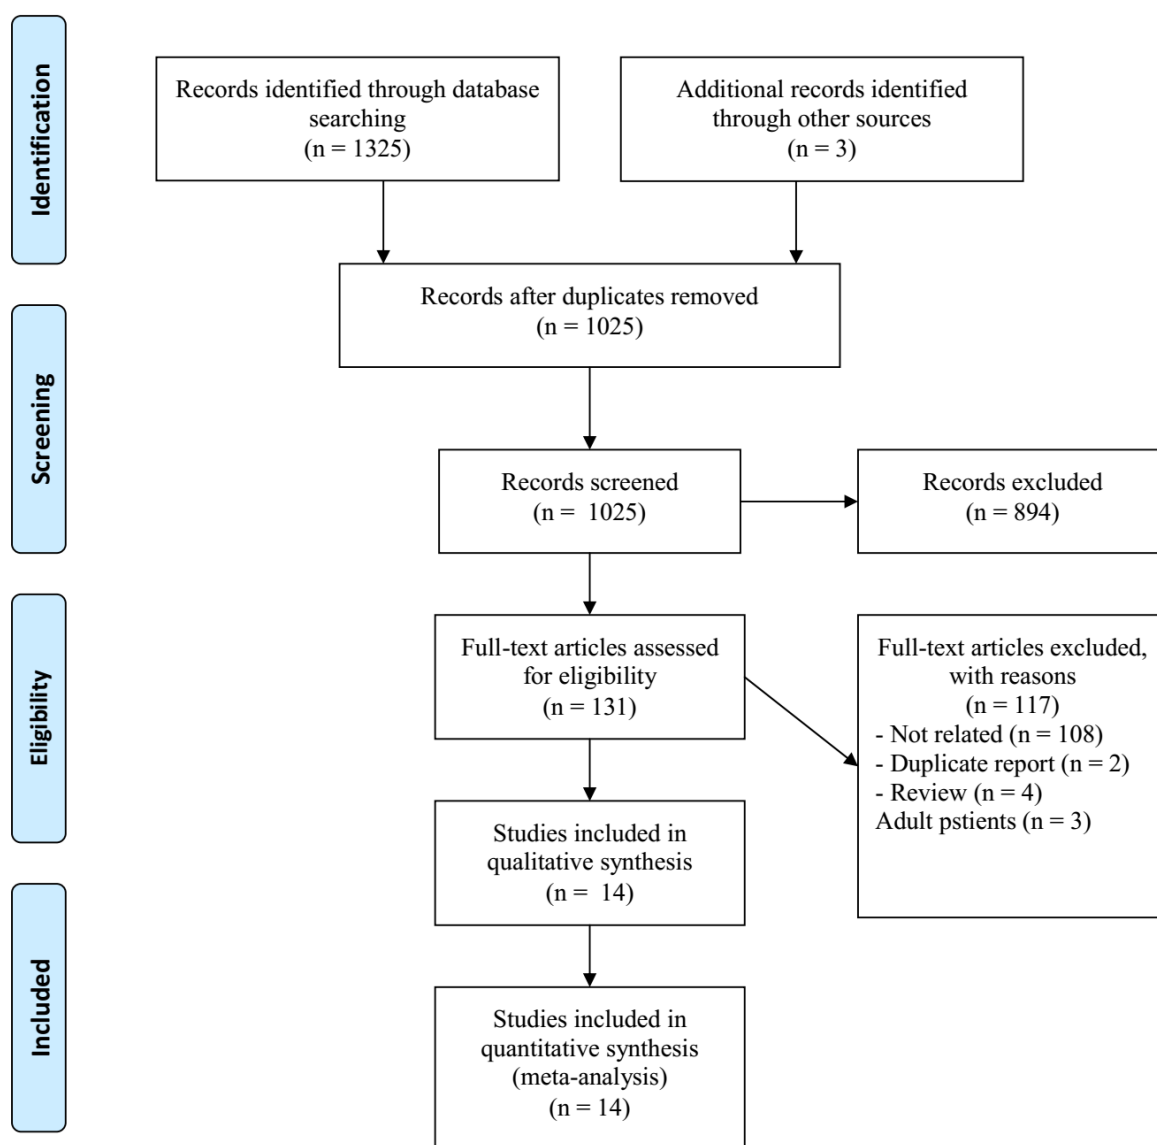 Identification
Records identified through database
searching
(n = 1325)
Additional records identified
through other sources
(n = 3)
Records after duplicates removed
(n = 1025)
Screening
Records screened
(n =  1025)
Records excluded
(n = 894)
Eligibility
Full-text articles assessed
for eligibility
(n = 131)
Full-text articles excluded,
with reasons
(n = 117)
- Not related (n = 108)
- Duplicate report (n = 2)
- Review (n = 4)
Adult pstients (n = 3)
Studies included in
qualitative synthesis
(n =  14)
Included
Studies included in
quantitative synthesis
(meta-analysis)
(n = 14)